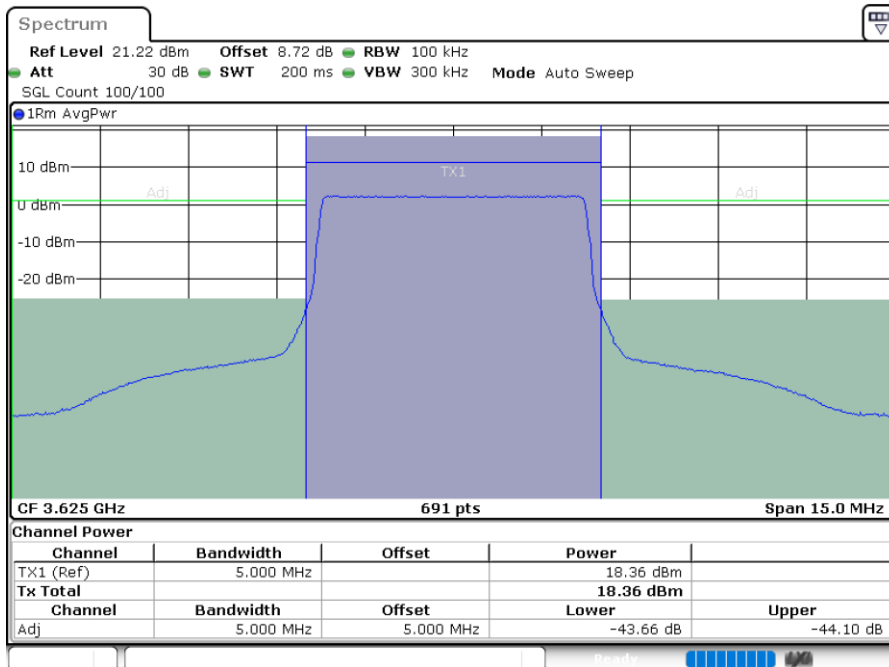 Spectrum
Ref Level 21.22 dBm Offset 8.72 dB RBW 100 kHz
Att 30 dB SWT 200 ms VBW 300 kHz Mode Auto Sweep
SGL Count 100/100
1Rm AvgPwr
10 dBm
TX1
Adj Adj
0 dBm
-10 dBm
-20 dBm
CF 3.625 GHz 691 pts Span 15.0 MHz
Channel Power
Channel Bandwidth Offset Power
TX1 (Ref) 5.000 MHz 18.36 dBm
Tx Total 18.36 dBm
Channel Bandwidth Offset Lower Upper
Adj 5.000 MHz 5.000 MHz -43.66 dB -44.10 dB
Ready